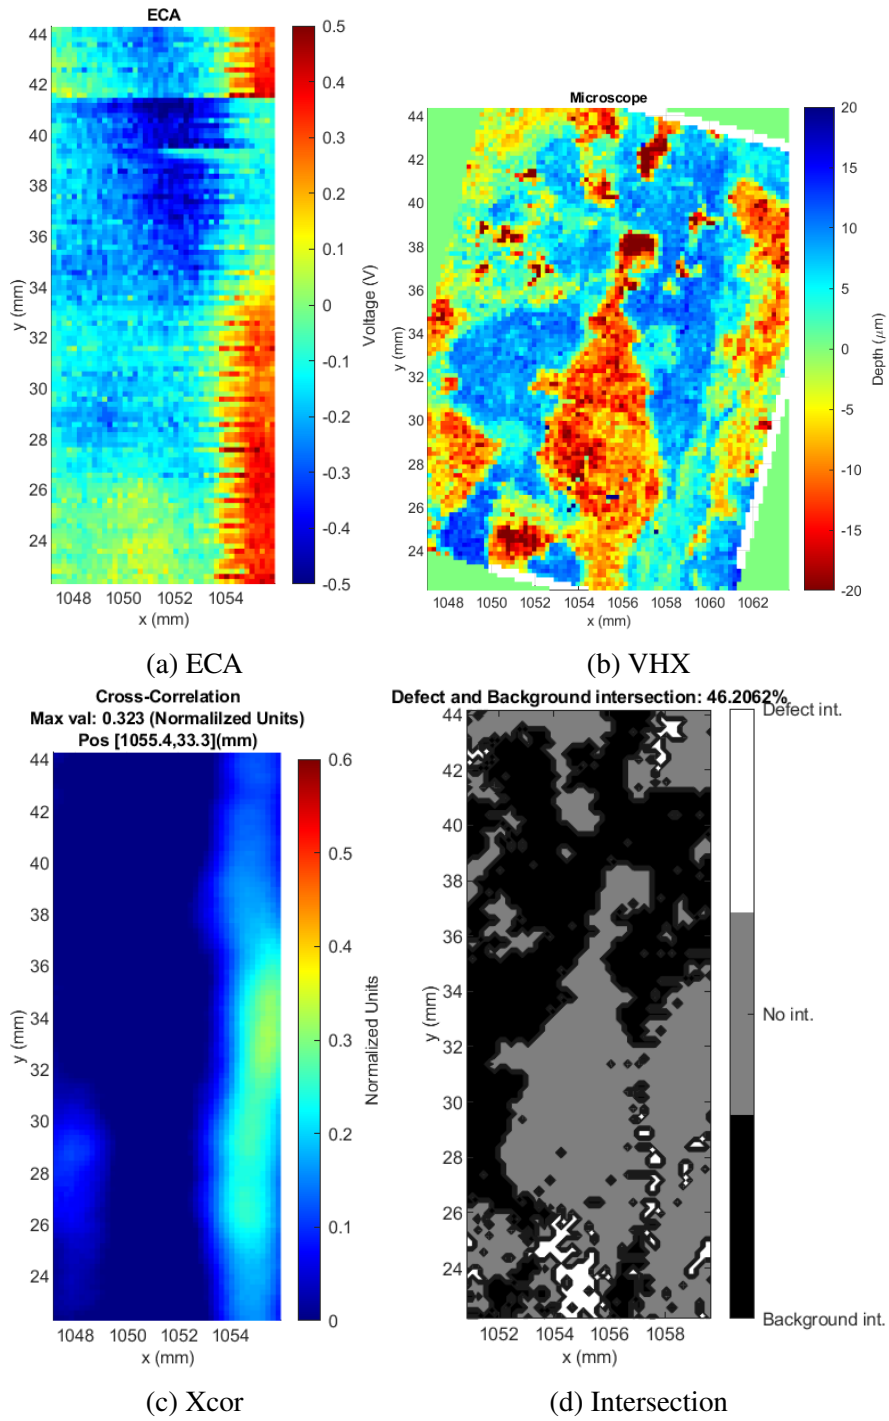 ECA
44
42
40
38
36
34
32
30
28
26
24
y (mm)
1048 1050 1052 1054
x (mm)
0.5
0.4
0.3
0.2
0.1
0
-0.1
-0.2
-0.3
-0.4
-0.5
Voltage (V)
(a) ECA
Microscope
44
42
40
38
36
34
32
30
28
26
24
y (mm)
1048 1050 1052 1054 1056 1058 1060 1062
x (mm)
20
15
10
5
0
-5
-10
-15
-20
Depth (μm)
(b) VHX
Cross-Correlation
Max val: 0.323 (Normalilzed Units)
Pos [1055.4,33.3](mm)
44
42
40
38
36
34
32
30
28
26
24
y (mm)
1048 1050 1052 1054
x (mm)
0.6
0.5
0.4
0.3
0.2
0.1
0
Normalized Units
(c) Xcor
Defect and Background intersection: 46.2062%
44
42
40
38
36
34
32
30
28
26
24
y (mm)
1052 1054 1056 1058
x (mm)
Defect int.
No int.
Background int.
(d) Intersection